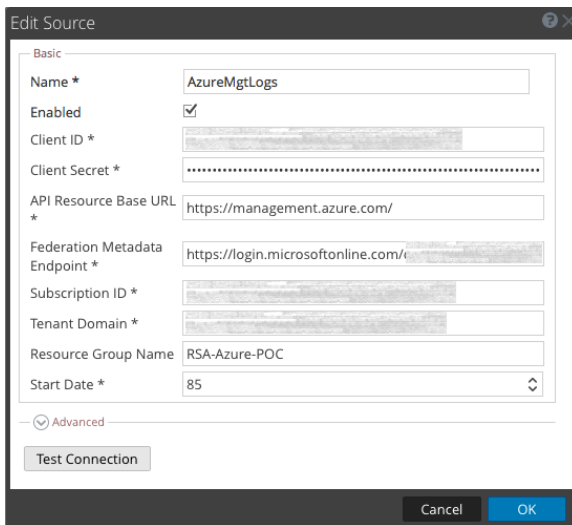 Edit Source
Basic
Name * AzureMgtLogs
Enabled
Client ID *
Client Secret * ••••••••••••••••••••••••••••••••••••••••••••••••••••••••••••••••
API Resource Base URL
* https://management.azure.com/
Federation Metadata
Endpoint * https://login.microsoftonline.com/
Subscription ID *
Tenant Domain *
Resource Group Name RSA-Azure-POC
Start Date * 85
Advanced
Test Connection
Cancel OK